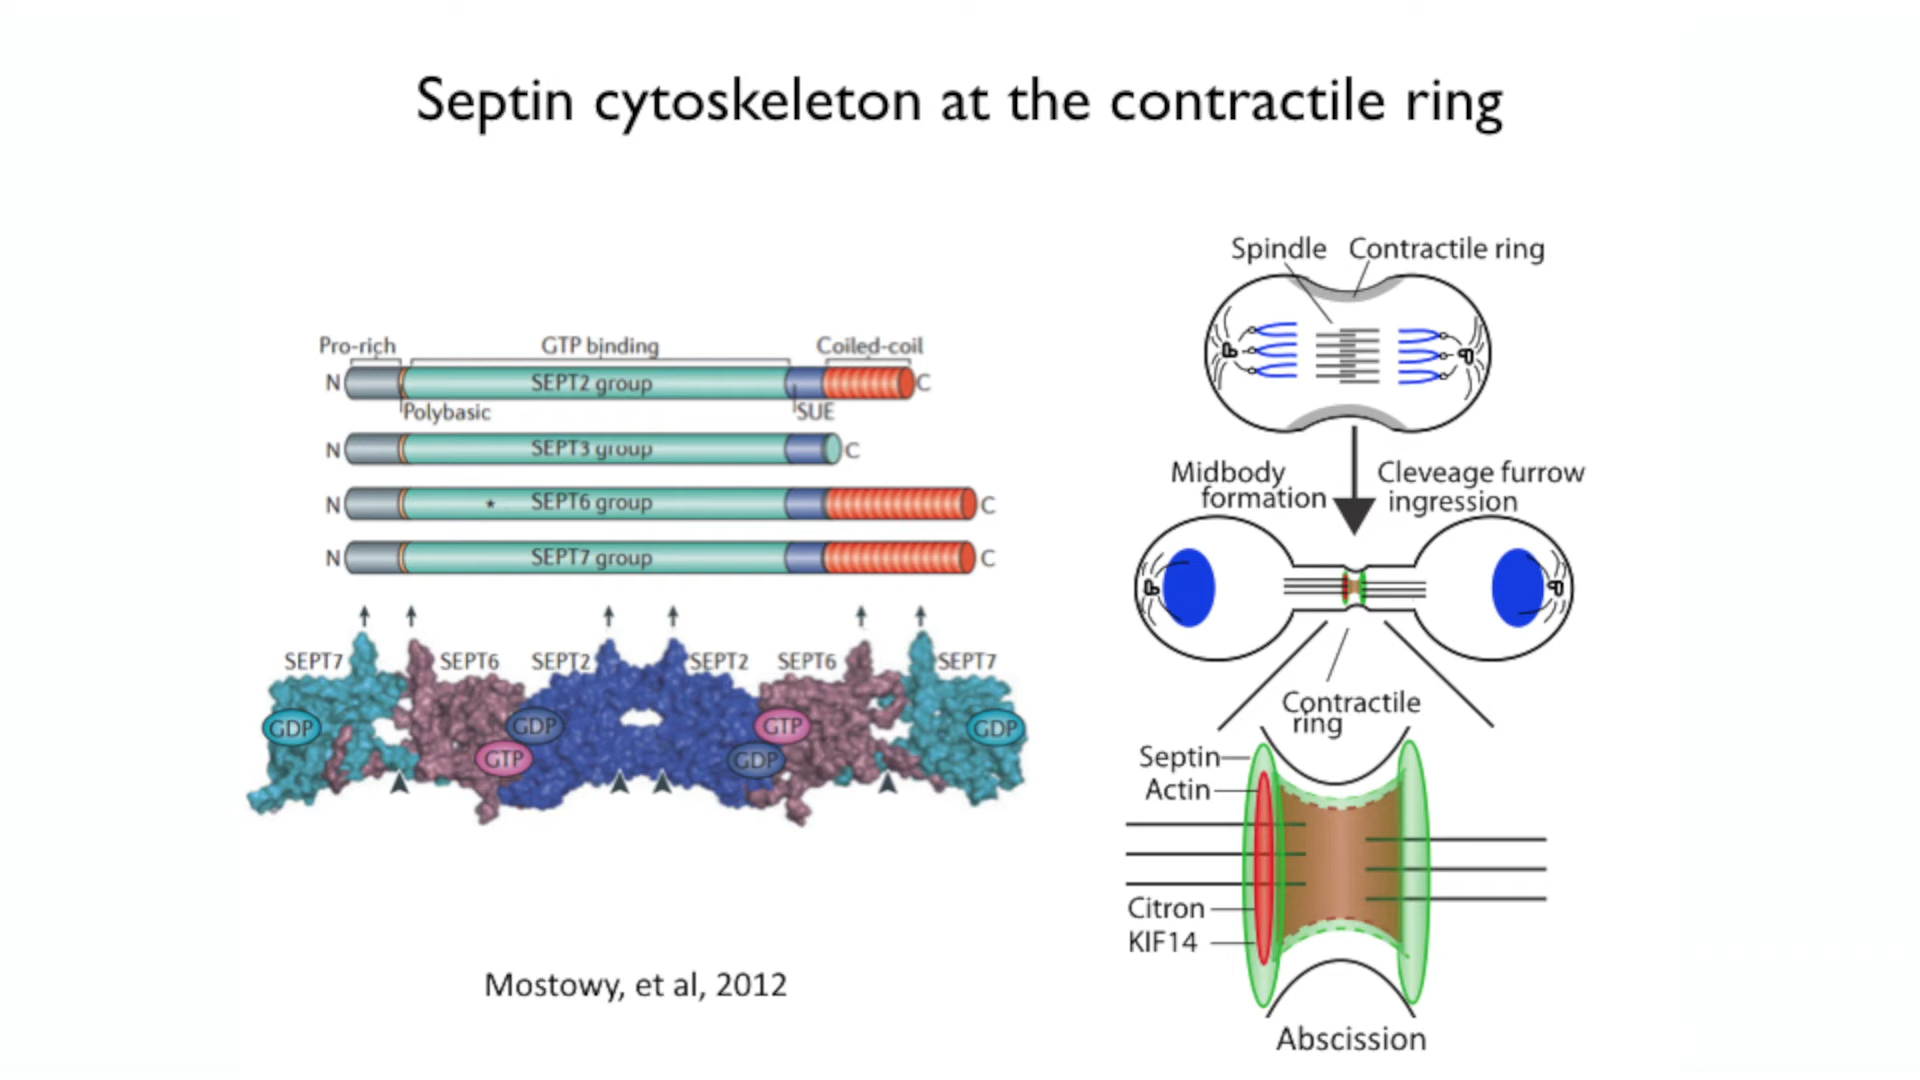 Septin cytoskeleton at the contractile ring
Pro-rich GTP binding Coiled-coil
N SEPT2 group C
Polybasic SUE
N SEPT3 group C
N * SEPT6 group C
N SEPT7 group C
SEPT7 SEPT6 SEPT2 SEPT2 SEPT6 SEPT7
GDP GDP GTP GDP
GTP GDP
Mostowy, et al, 2012
Spindle Contractile ring
Midbody
formation
Cleveage furrow
ingression
Contractile
ring
Septin
Actin
Citron
KIF14
Abscission